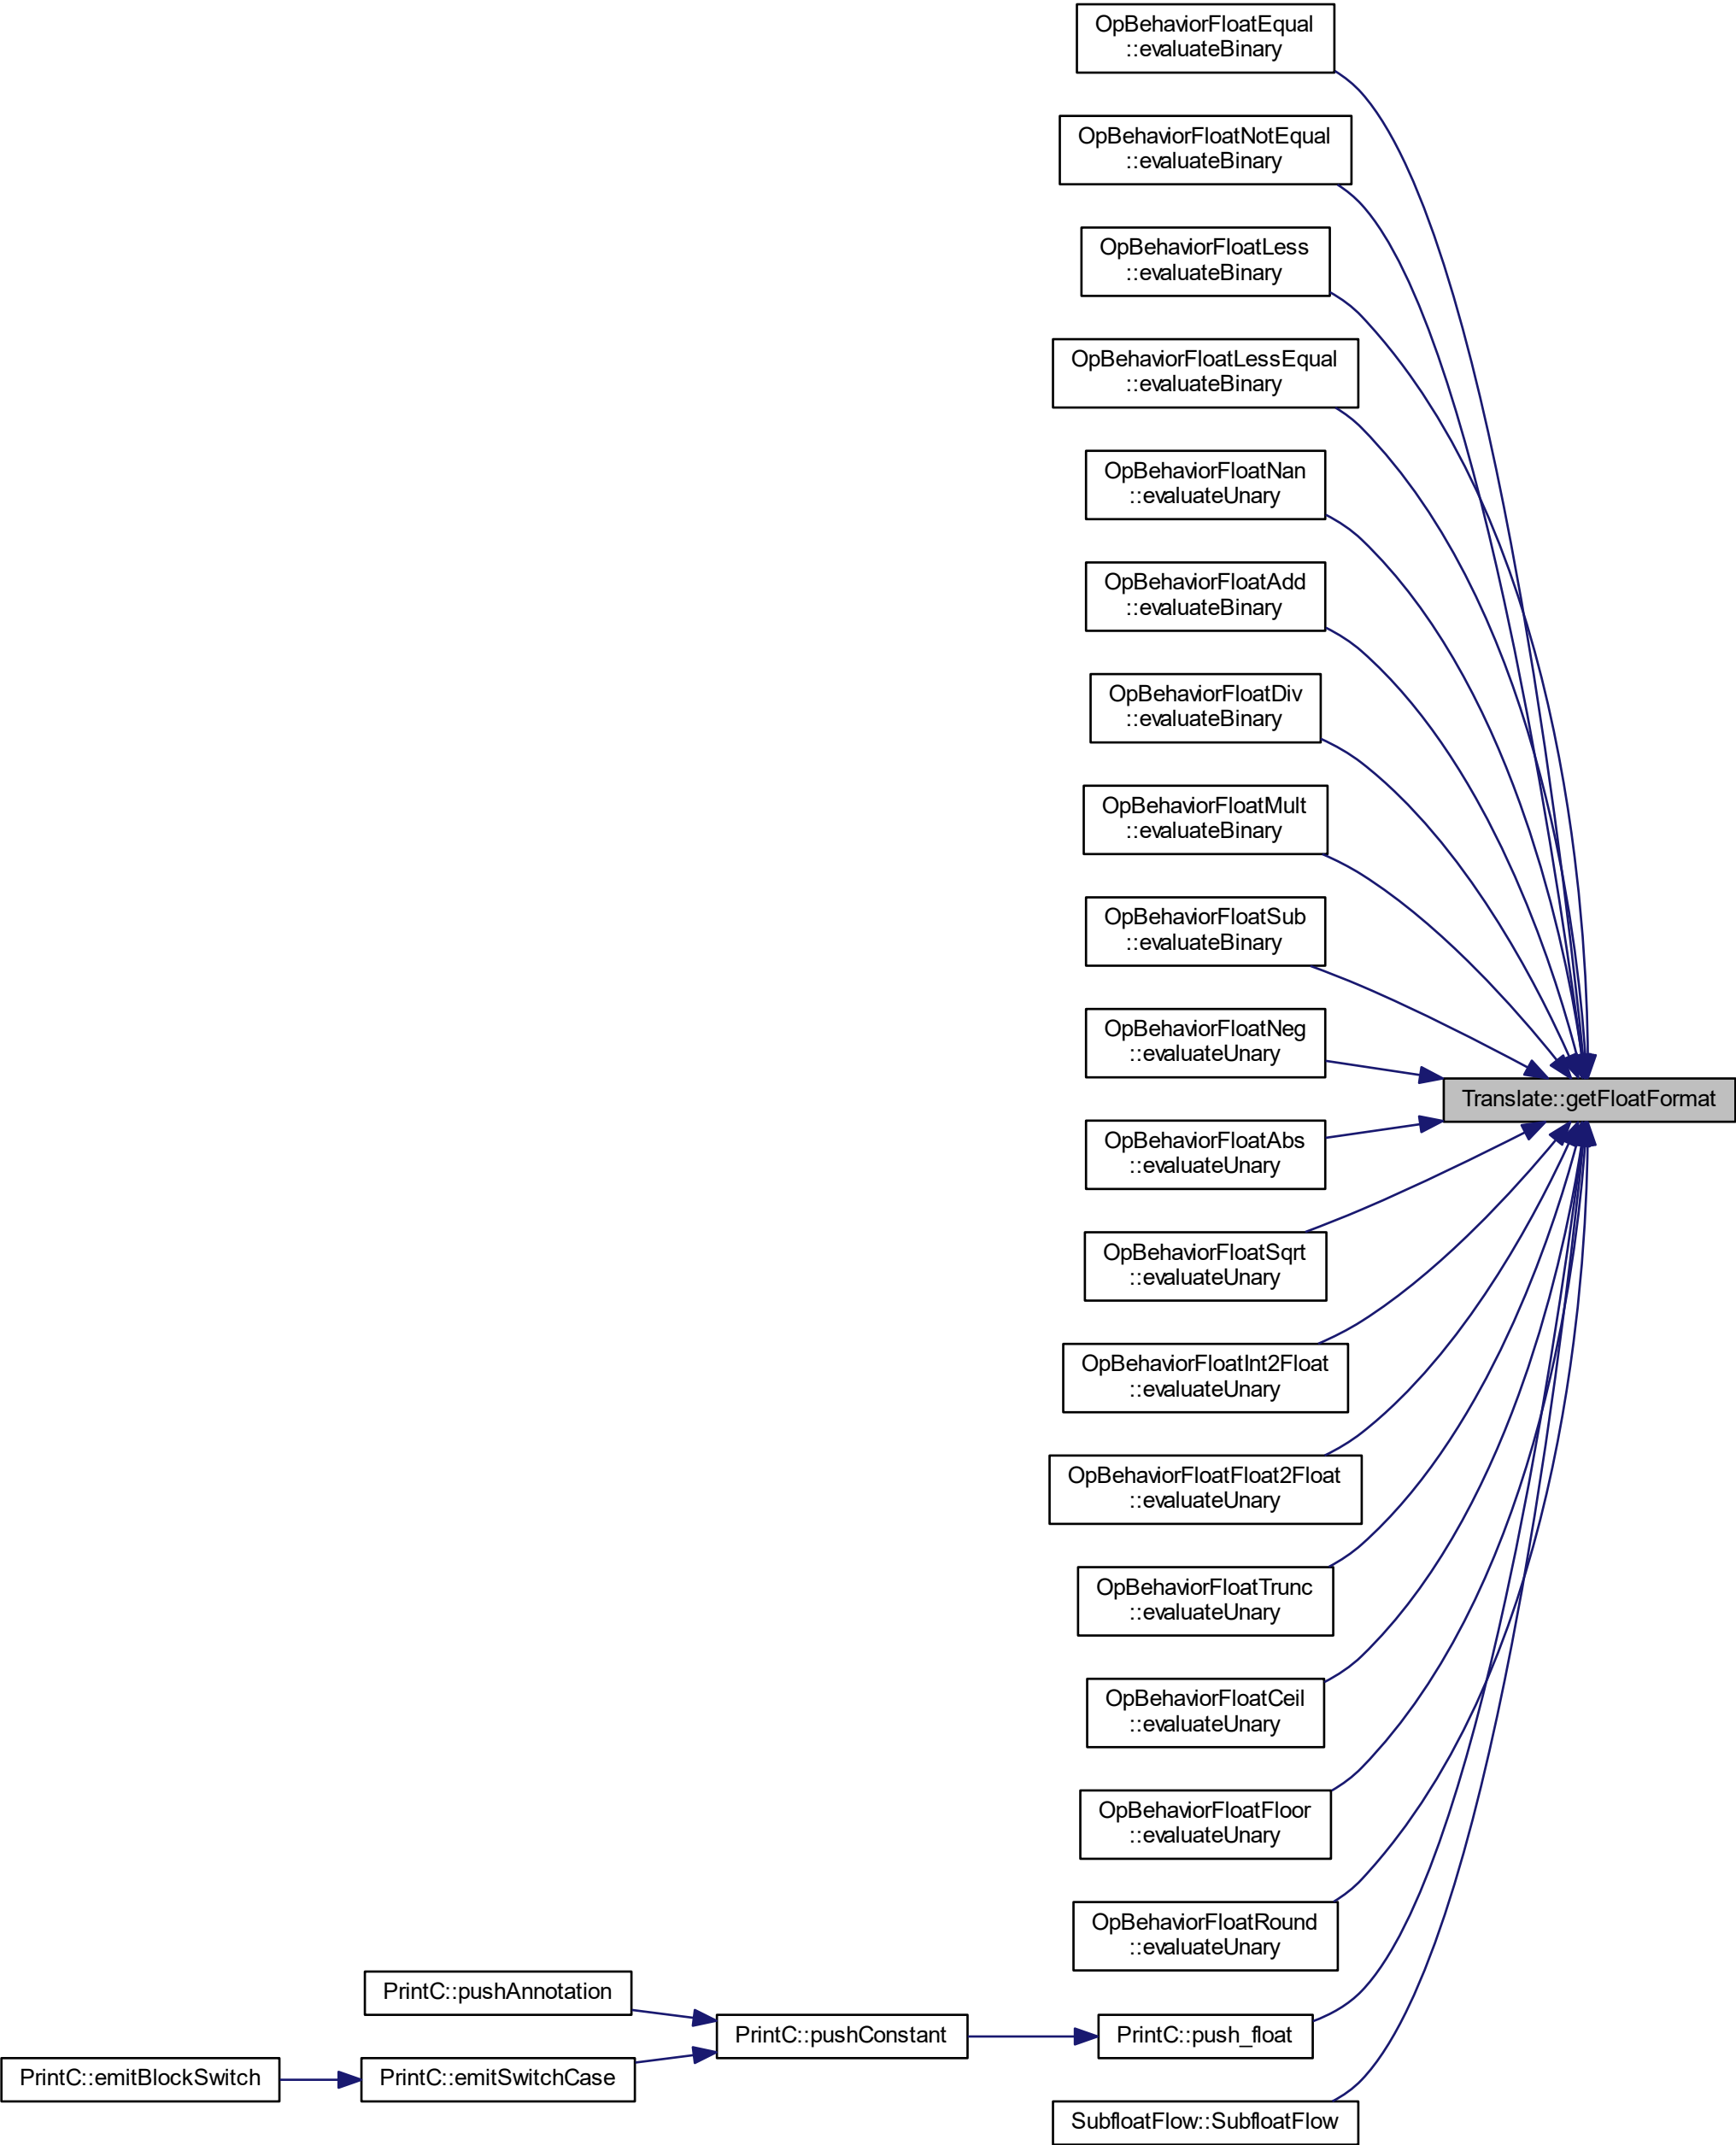 OpBehaviorFloatEqual
::evaluateBinary
OpBehaviorFloatNotEqual
::evaluateBinary
OpBehaviorFloatLess
::evaluateBinary
OpBehaviorFloatLessEqual
::evaluateBinary
OpBehaviorFloatNan
::evaluateUnary
OpBehaviorFloatAdd
::evaluateBinary
OpBehaviorFloatDiv
::evaluateBinary
OpBehaviorFloatMult
::evaluateBinary
OpBehaviorFloatSub
::evaluateBinary
OpBehaviorFloatNeg
::evaluateUnary
Translate::getFloatFormat
OpBehaviorFloatAbs
::evaluateUnary
OpBehaviorFloatSqrt
::evaluateUnary
OpBehaviorFloatInt2Float
::evaluateUnary
OpBehaviorFloatFloat2Float
::evaluateUnary
OpBehaviorFloatTrunc
::evaluateUnary
OpBehaviorFloatCeil
::evaluateUnary
OpBehaviorFloatFloor
::evaluateUnary
OpBehaviorFloatRound
::evaluateUnary
PrintC::pushAnnotation
PrintC::pushConstant
PrintC::push_float
PrintC::emitBlockSwitch
PrintC::emitSwitchCase
SubfloatFlow::SubfloatFlow